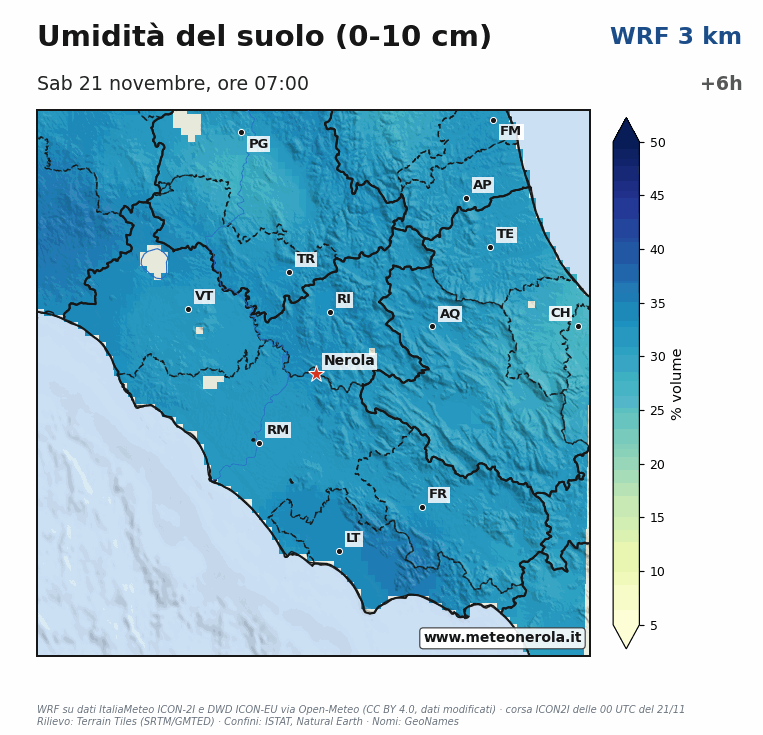 Umidità del suolo (0-10 cm)
WRF 3 km
Sab 21 novembre, ore 07:00
+6h
FM
PG
AP
TE
TR
VT
RI
AQ
CH
Nerola
RM
FR
LT
www.meteonerola.it
50
45
40
35
30
25
20
15
10
5
% volume
WRF su dati ItaliaMeteo ICON-2I e DWD ICON-EU via Open-Meteo (CC BY 4.0, dati modificati) · corsa ICON2I delle 00 UTC del 21/11
Rilievo: Terrain Tiles (SRTM/GMTED) · Confini: ISTAT, Natural Earth · Nomi: GeoNames